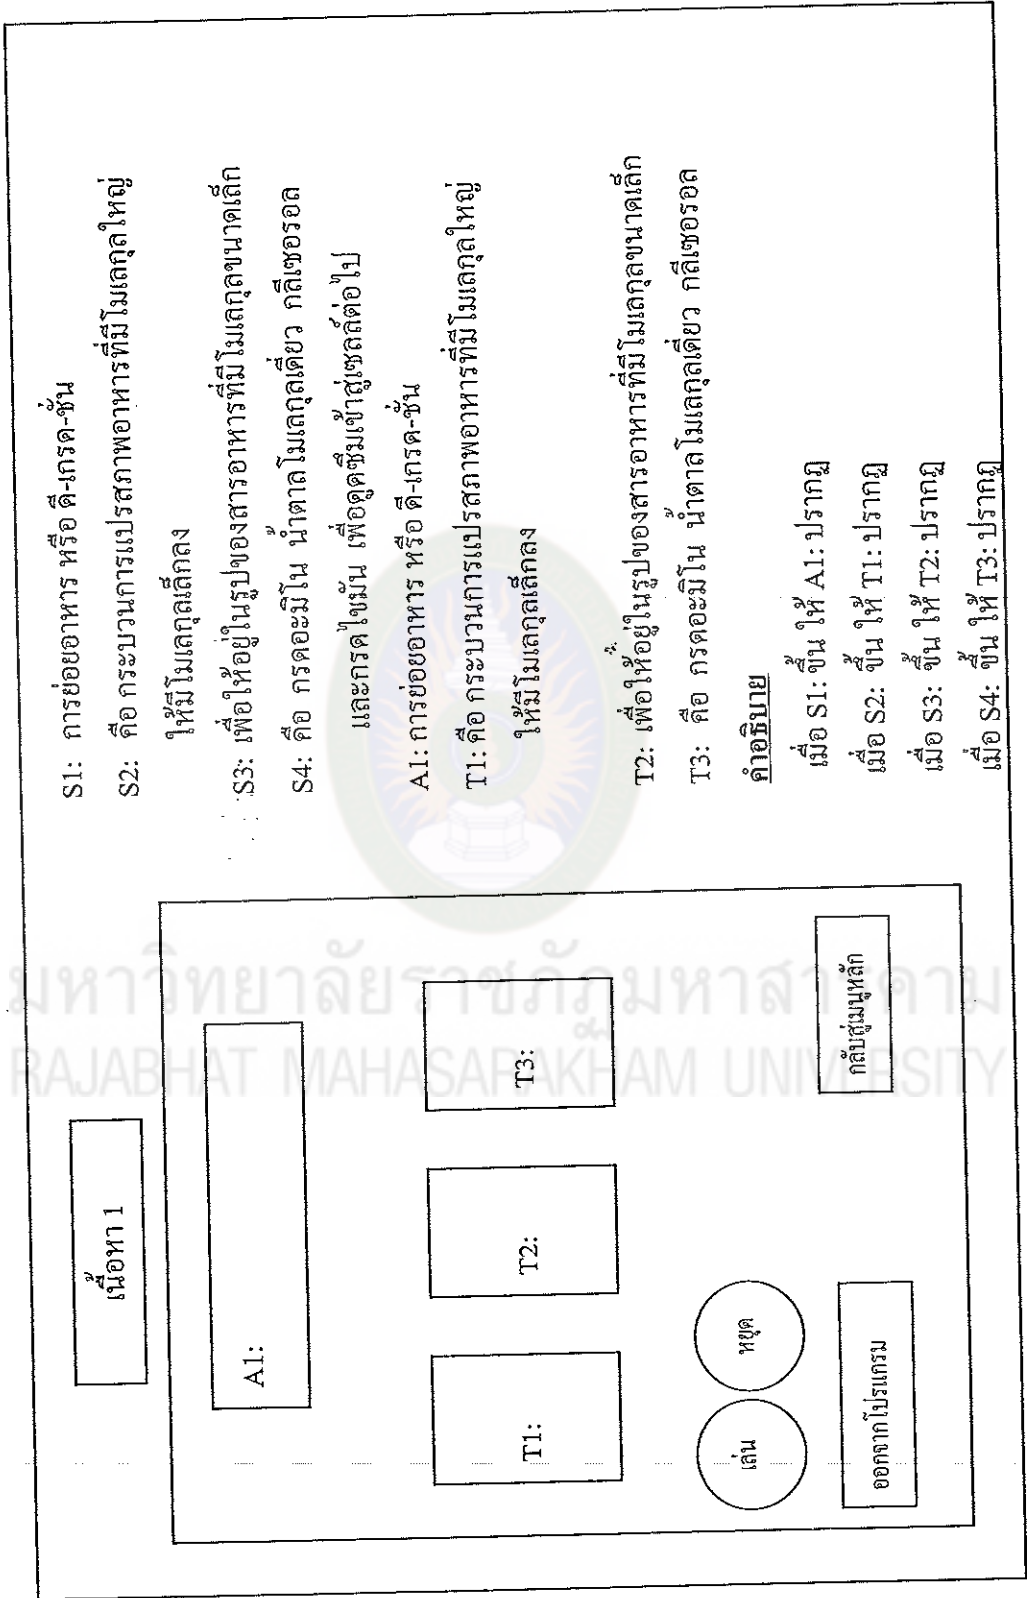 เนื้อหา 1
A1:
T1:
T2:
T3:
เล่น
หยุด
ออกจากโปรแกรม
กลับสู่เมนูหลัก
S1: การย่อยอาหาร หรือ ดี-เกรด-ชั่น
S2: คือ กระบวนการแปรสภาพอาหารที่มีโมเลกุลใหญ่
ให้มีโมเลกุลเล็กลง
S3: เพื่อให้อยู่ในรูปของสารอาหารที่มีโมเลกุลขนาดเล็ก
S4: คือ กรดอะมิโน น้ำตาลโมเลกุลเดี่ยว กลีเซอรอล
และกรดไขมัน เพื่อดูดซึมเข้าสู่เซลล์ต่อไป
A1: การย่อยอาหาร หรือ ดี-เกรด-ชั่น
T1: คือ กระบวนการแปรสภาพอาหารที่มีโมเลกุลใหญ่
ให้มีโมเลกุลเล็กลง
T2: เพื่อให้อยู่ในรูปของสารอาหารที่มีโมเลกุลขนาดเล็ก
T3: คือ กรดอะมิโน น้ำตาลโมเลกุลเดี่ยว กลีเซอรอล
คำอธิบาย
เมื่อ S1: ขึ้น ให้ A1: ปรากฏ
เมื่อ S2: ขึ้น ให้ T1: ปรากฏ
เมื่อ S3: ขึ้น ให้ T2: ปรากฏ
เมื่อ S4: ขึ้น ให้ T3: ปรากฏ
มหาวิทยาลัยราชภัฏมหาสารคาม
RAJABHAT MAHASARAKHAM UNIVERSITY